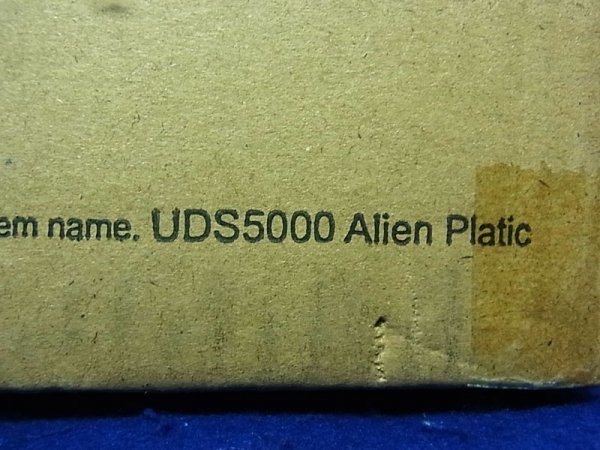 em name. UDS5000 Alien Platic